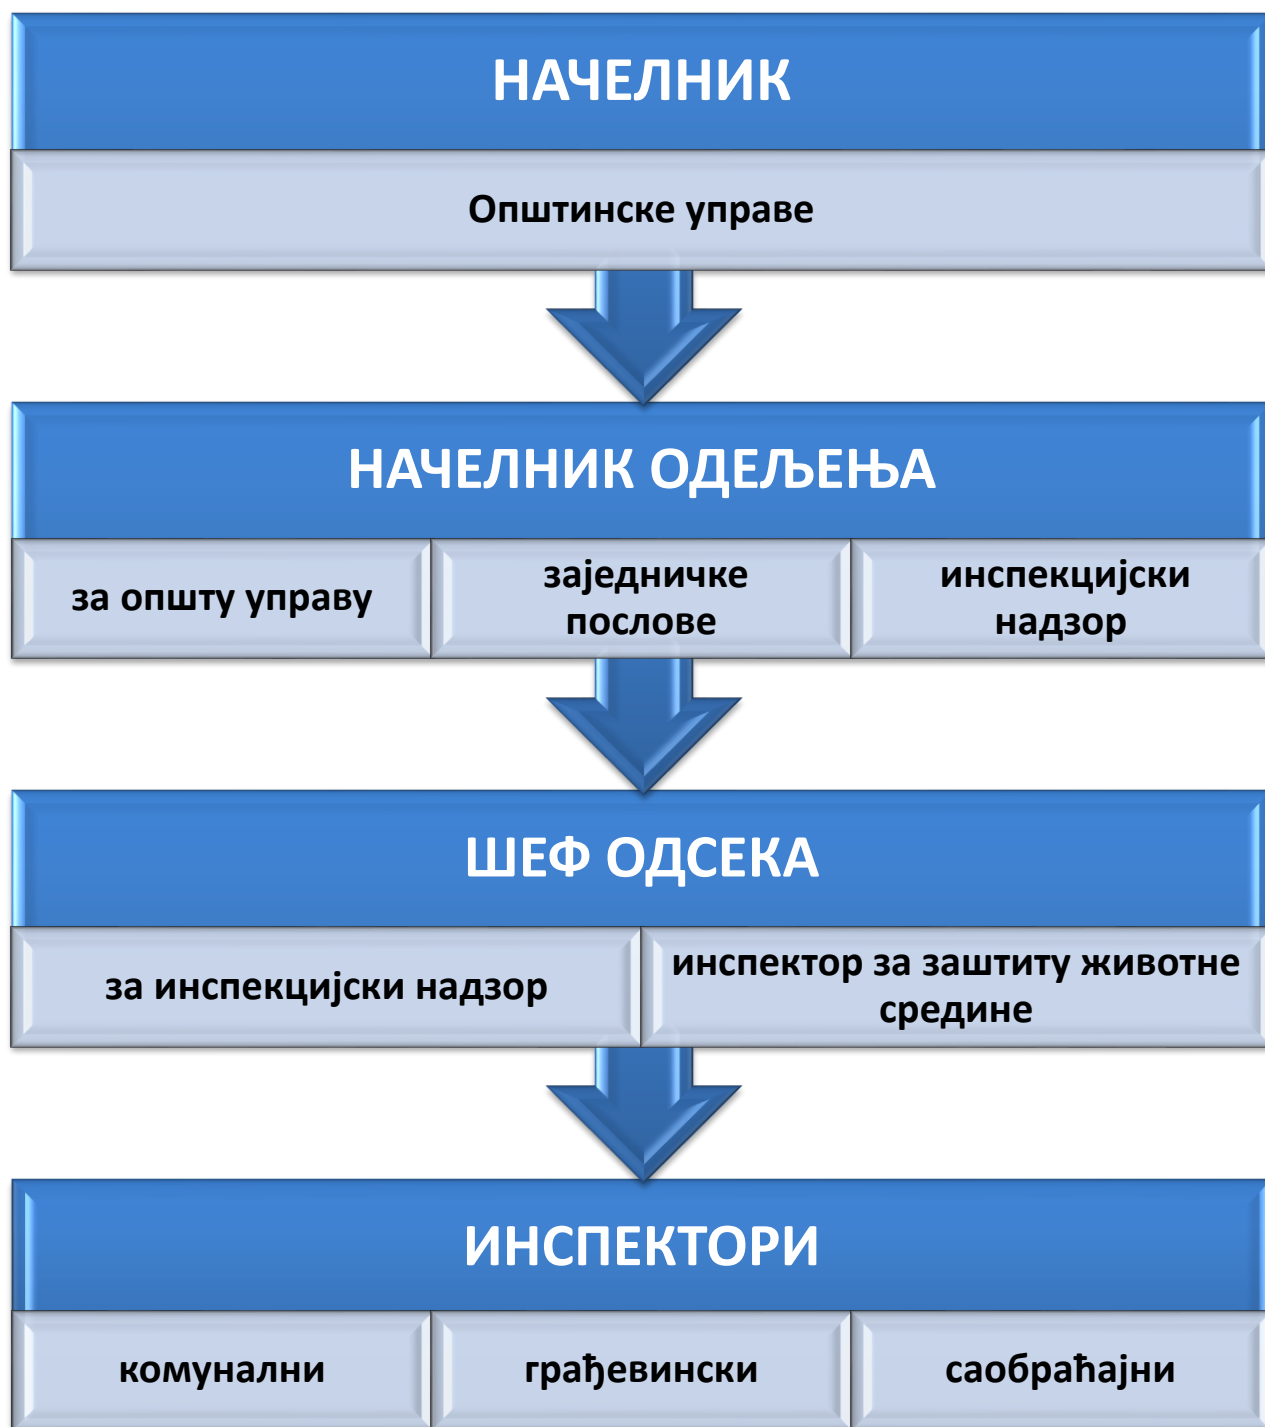 НАЧЕЛНИК
Општинске управе
НАЧЕЛНИК ОДЕЉЕЊА
за општу управу
заједничке
послове
инспекцијски
надзор
ШЕФ ОДСЕКА
за инспекцијски надзор
инспектор за заштиту животне
средине
ИНСПЕКТОРИ
комунални
грађевински
саобраћајни